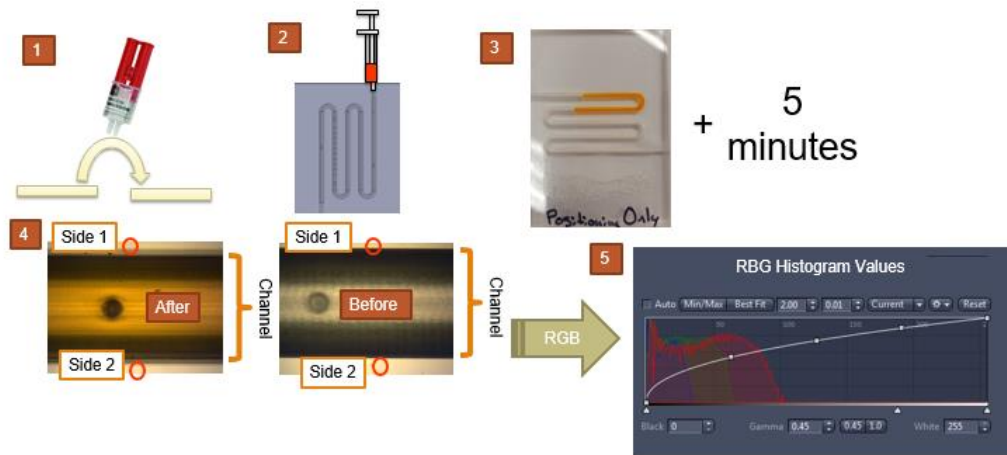 1
2
3
+ 5
minutes
Positioning Only
4
Side 1
After
Side 2
Channel
Side 1
Before
Side 2
Channel
RGB
5
RBG Histogram Values
Auto Min/Max Best Fit 2.00 0.01 Current Reset
50 100 150
Black 0 Gamma 0.45 0.45 1.0 White 255